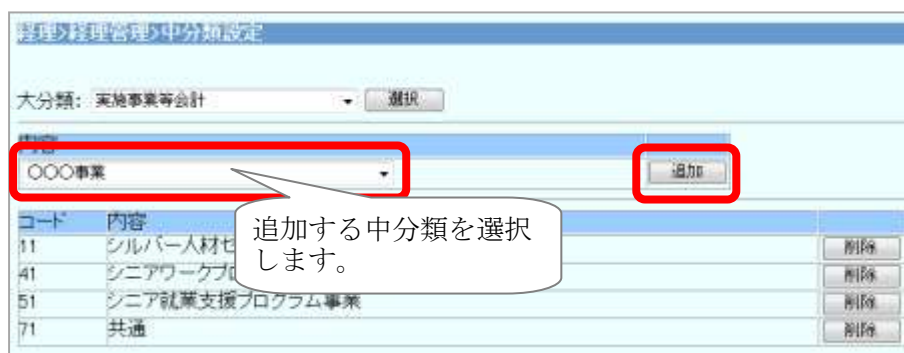 経理>経理管理>中分類設定
大分類: 実施事業等会計 選択
内容
〇〇〇事業 追加
追加する中分類を選択
します。
コード 内容
11 シルバー人材セ 削除
41 シニアワークプロ 削除
51 シニア就業支援プログラム事業 削除
71 共通 削除